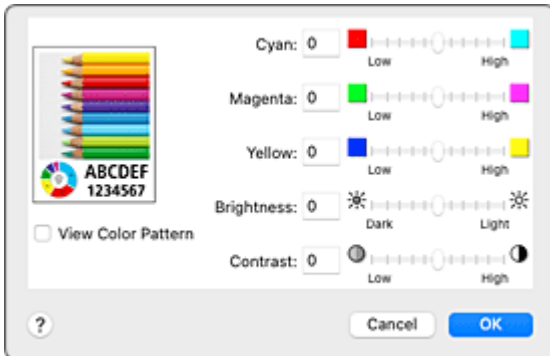 Cyan: 0
Low High
Magenta: 0
Low High
Yellow: 0
Low High
Brightness: 0
Dark Light
Contrast: 0
Low High
ABCDEF
1234567
View Color Pattern
?
Cancel OK